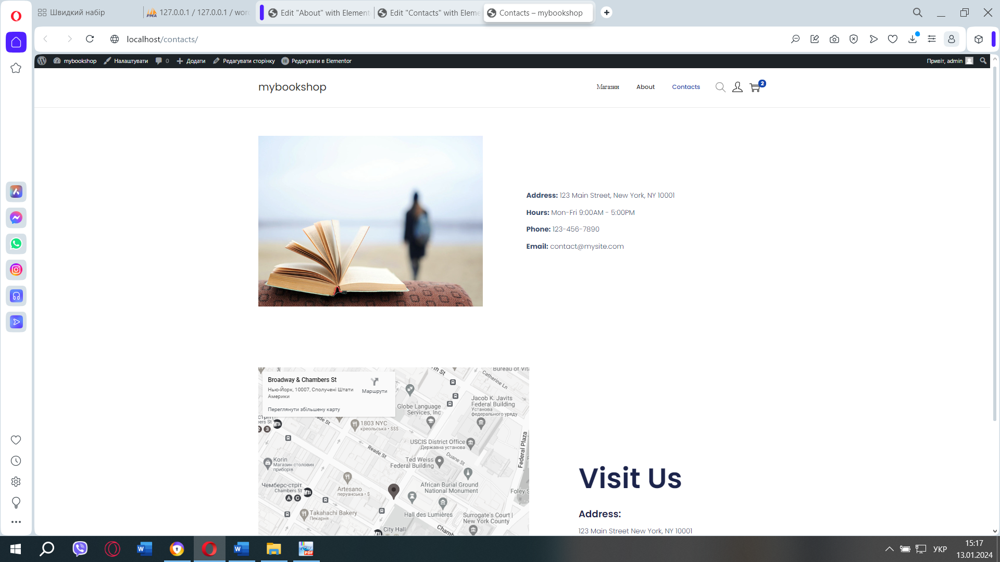 Швидкий набір
127.0.0.1 / 127.0.0.1 / wor
Edit "About" with Element
Edit "Contacts" with Eleme
Contacts – mybookshop
localhost/contacts/
mybookshop
Налаштувати
0
Додати
Редагувати сторінку
Редагувати в Elementor
Привіт, admin
mybookshop
Магазин
About
Contacts
2
Address: 123 Main Street, New York, NY 10001
Hours: Mon-Fri 9:00AM - 5:00PM
Phone: 123-456-7890
Email: contact@mysite.com
Broadway & Chambers St
Нью-Йорк, 10007, Сполучені Штати
Америки
Маршрути
Переглянути збільшену карту
Catherine Ln
Jacob K. Javits
Federal Building
Установа
федерального уряду
Globe Language
Services, Inc
1803 NYC
креольська • $$$
USCIS District Office
Державна установа
Federal Plaza
Reade St
Duane St
Ted Weiss
Federal Building
Korin
Магазин столових
приборів
African Burial Ground
National Monument
Чемберс-стріт
Chambers St
A C
Artesano
перуанська • $
Foley S
Takahachi Bakery
Пекарня
Hall des Lumières
Surrogate's Court |
New York County
City Hall
Chamb
Visit Us
Address:
123 Main Street New York, NY 10001
УКР
15:17
13.01.2024